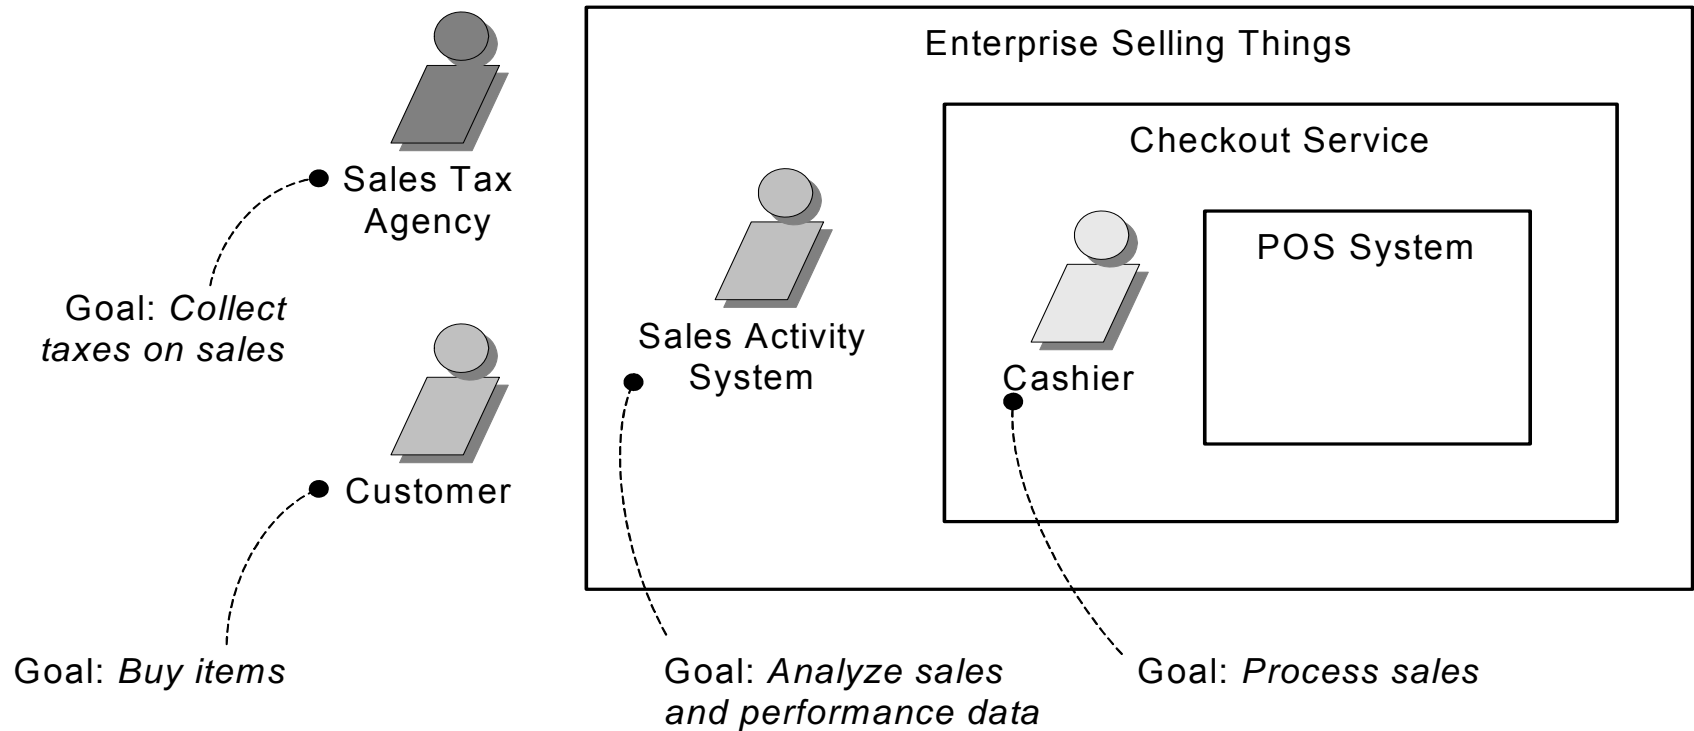 Enterprise Selling Things
Checkout Service
POS System
Sales Tax
Agency
Goal: Collect
taxes on sales
Sales Activity
System
Cashier
Customer
Goal: Buy items
Goal: Analyze sales
and performance data
Goal: Process sales